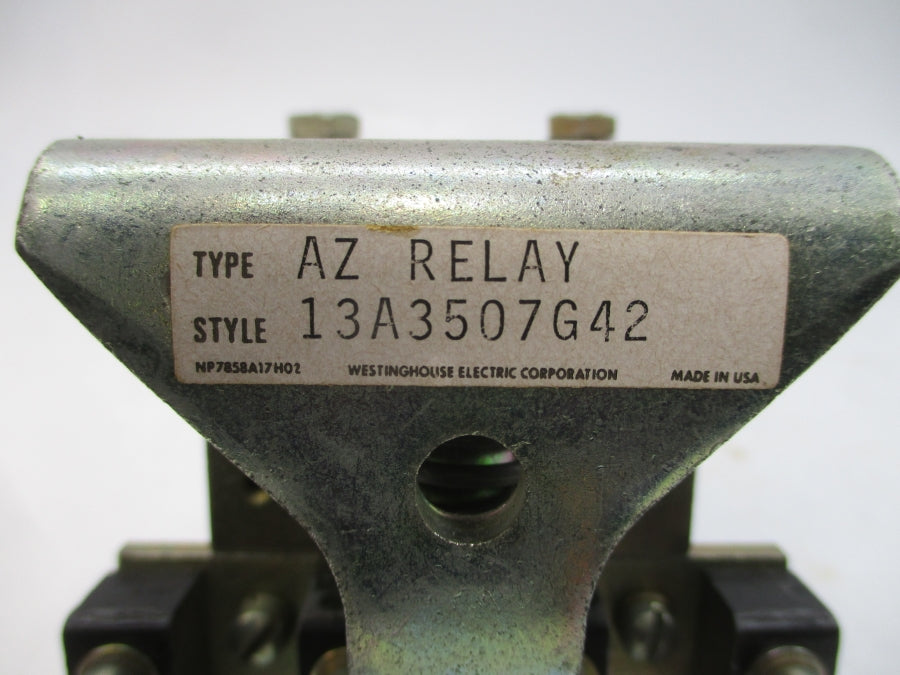 TYPE AZ RELAY
STYLE 13A3507G42
NP7858A17H02 WESTINGHOUSE ELECTRIC CORPORATION MADE IN USA